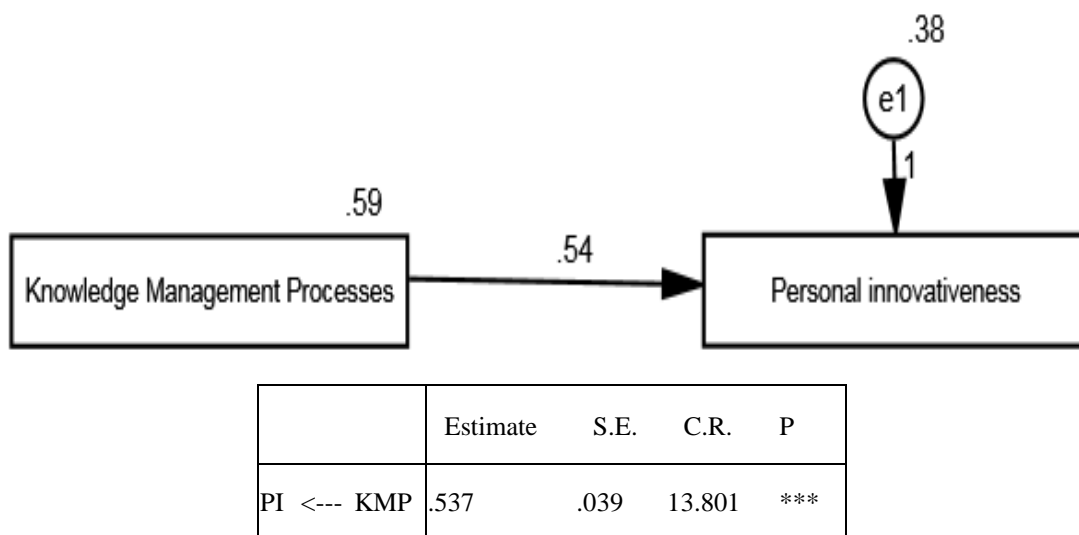 .38
e1
1
.59
.54
Knowledge Management Processes
Personal innovativeness
Estimate S.E. C.R. P
PI <--- KMP .537 .039 13.801 ***